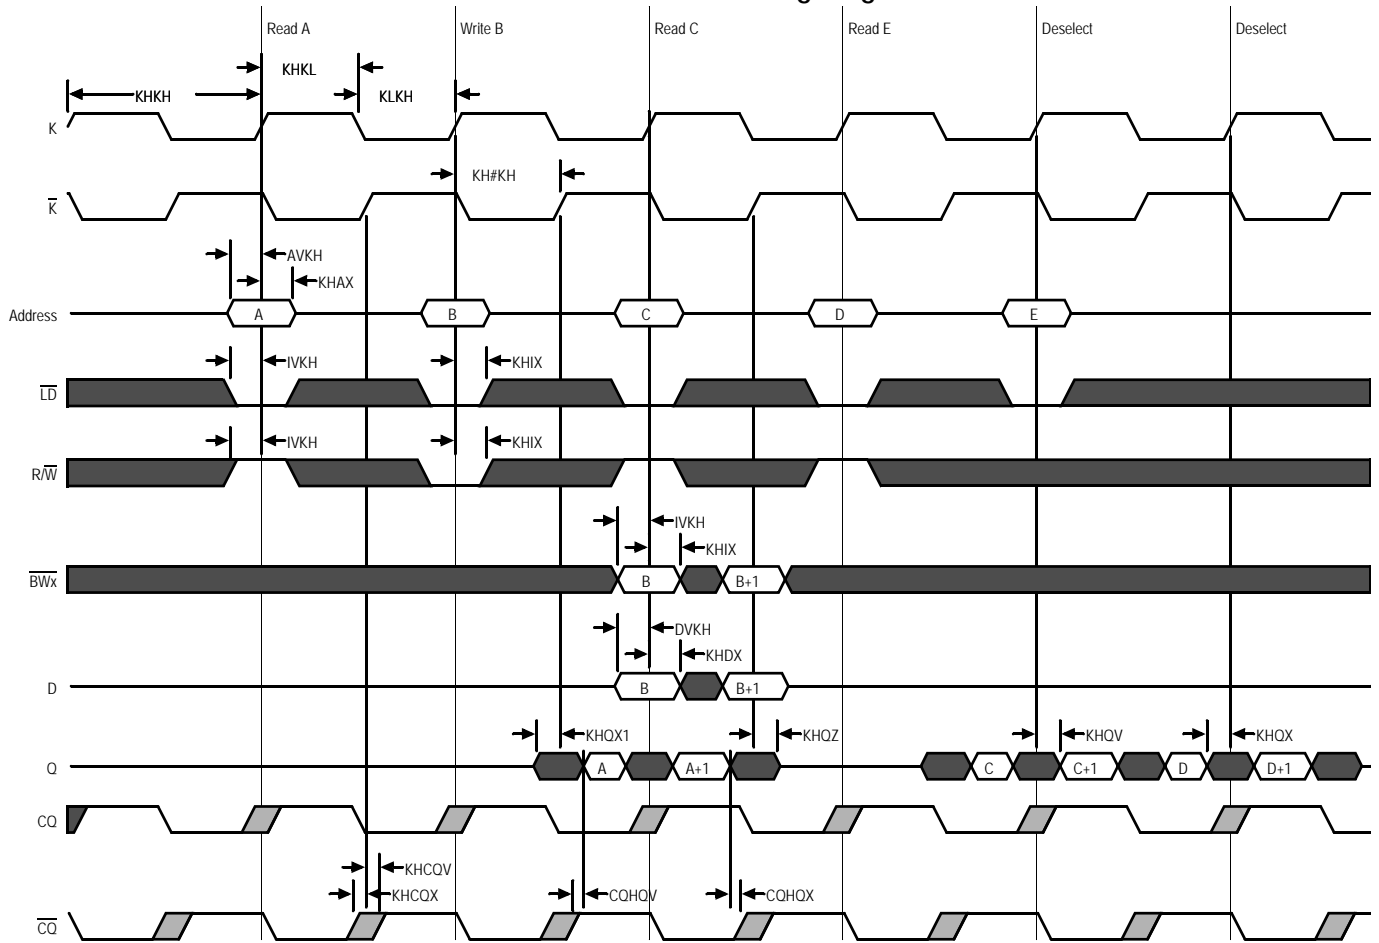 Read A Write B Read C Read E Deselect Deselect
KHKL
KHKH KLKH
K
KH#KH
K
AVKH
KHAX
Address A B C D E
IVKH KHIX
LD
IVKH KHIX
R/W
IVKH
KHIX
BWx B B+1
DVKH
KHDX
D B B+1
KHQX1 KHQZ KHQV KHQX
Q A A+1 C C+1 D D+1
CQ
KHCQV
KHCQX CQHQV CQHQX
CQ